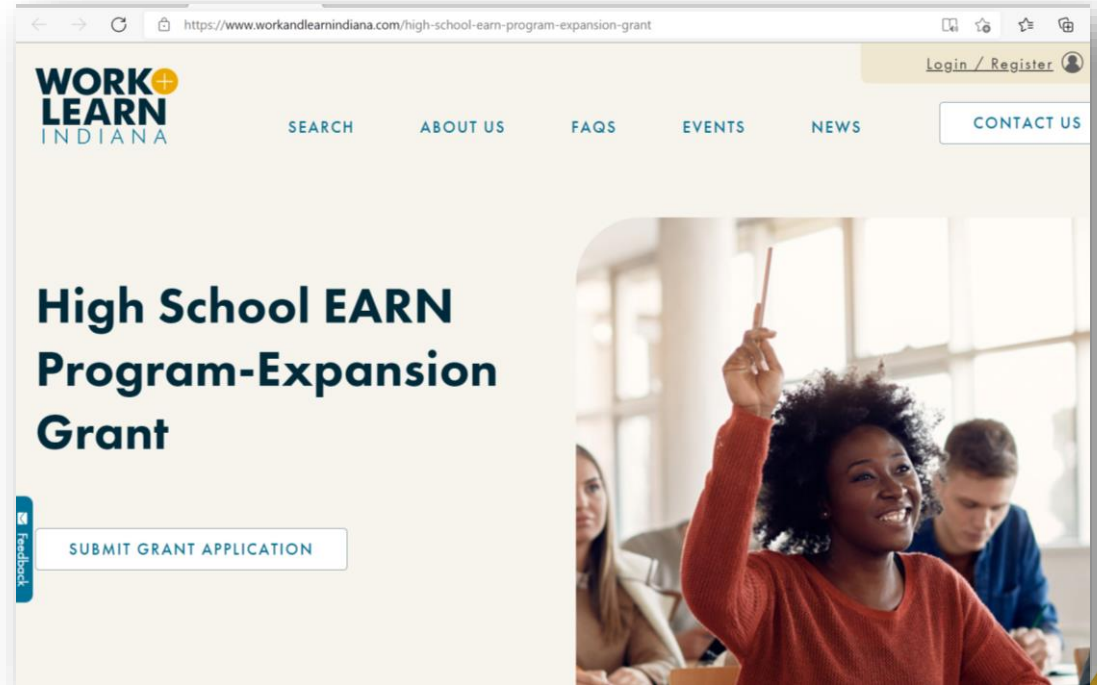 https://www.workandlearnindiana.com/high-school-earn-program-expansion-grant
Login / Register
WORK+
LEARN
INDIANA
SEARCH ABOUT US FAQS EVENTS NEWS CONTACT US
High School EARN
Program-Expansion
Grant
Feedback
SUBMIT GRANT APPLICATION